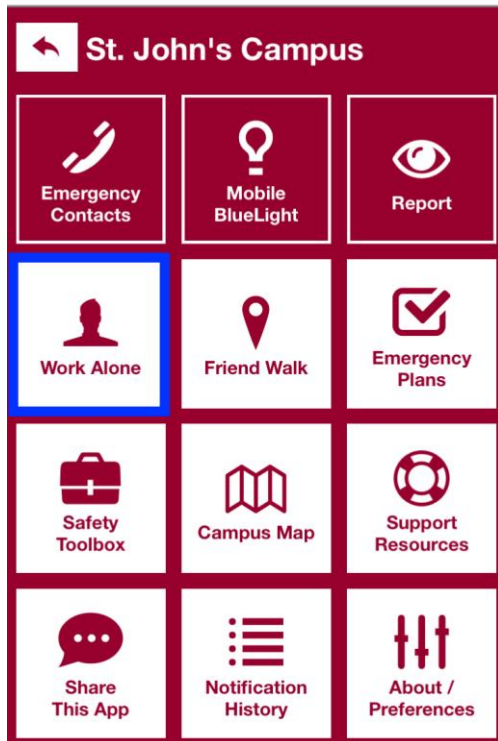 St. John's Campus
Emergency
Contacts
Mobile
BlueLight
Report
Work Alone
Friend Walk
Emergency
Plans
Safety
Toolbox
Campus Map
Support
Resources
Share
This App
Notification
History
About /
Preferences